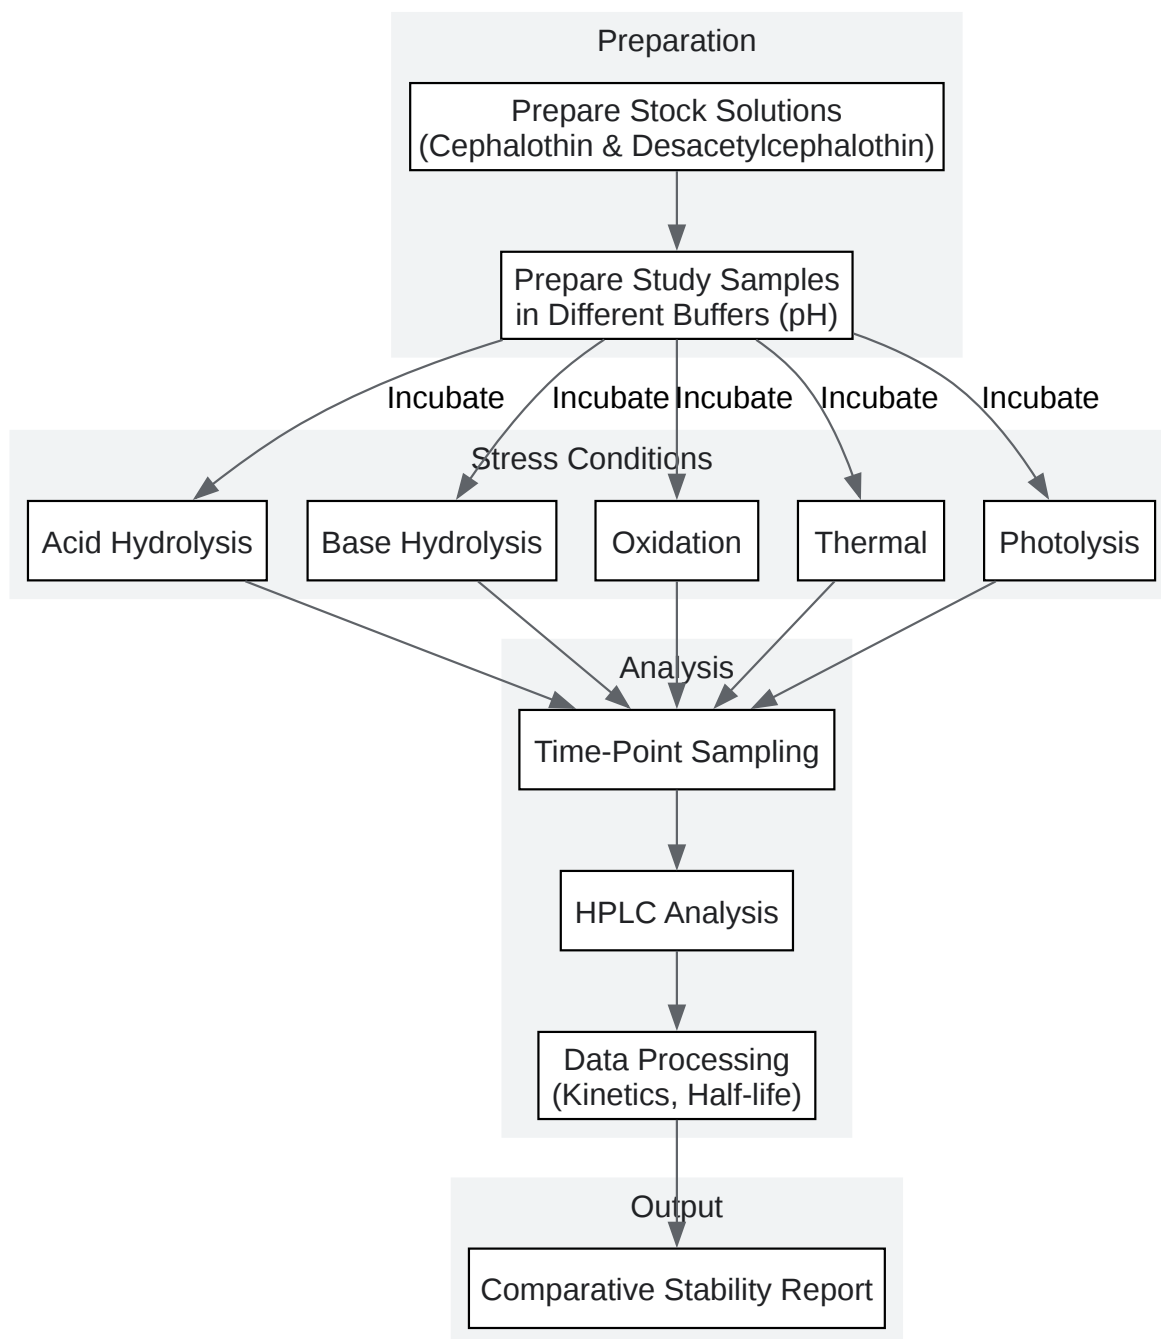 Preparation
Prepare Stock Solutions
(Cephalothin & Desacetylcephalothin)
Prepare Study Samples
in Different Buffers (pH)
Incubate
Incubate
Incubate
Incubate
Incubate
Stress Conditions
Acid Hydrolysis
Base Hydrolysis
Oxidation
Thermal
Photolysis
Analysis
Time-Point Sampling
HPLC Analysis
Data Processing
(Kinetics, Half-life)
Output
Comparative Stability Report